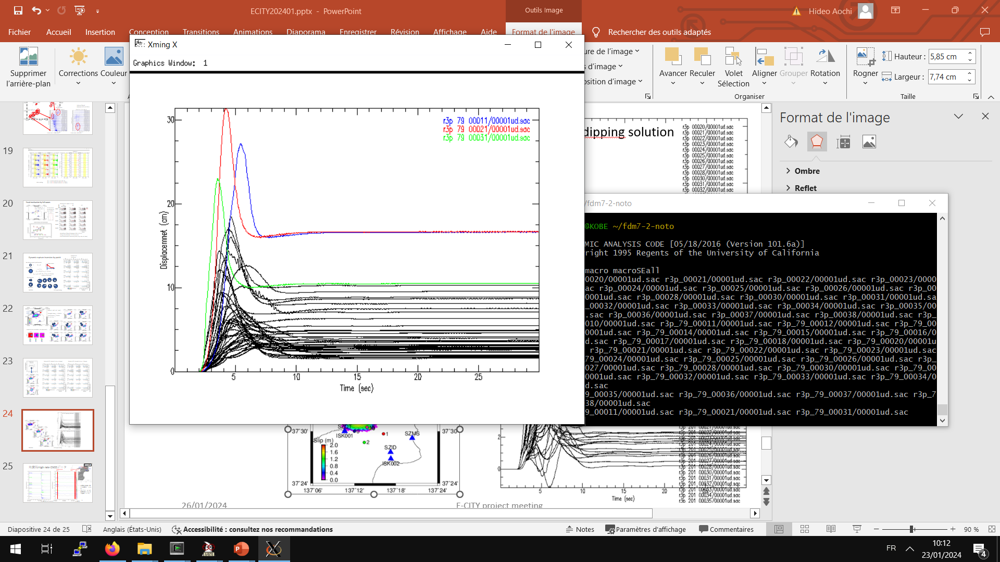 ECITY202401.pptx - PowerPoint
Outils Image
Hideo Aochi
Fichier
Accueil
Insertion
Conception
Transitions
Animations
Diaporama
Enregistrer
Révision
Affichage
Aide
Format de l'image
Rechercher des outils adaptés
Supprimer
l'arrière-plan
Corrections
Couleur
ure de l'image
s d'image
osition d'image
Avancer
Reculer
Volet
Sélection
Aligner
Grouper
Rotation
Organiser
Rogner
Hauteur :
5,85 cm
Largeur :
7,74 cm
Taille
Xming X
Graphics Window: 1
r3p 79 00011/00001ud.sac
r3p 79 00021/00001ud.sac
r3p 79 00031/00001ud.sac
30
20
10
0
Displacemnet (cm)
5
10
15
20
25
Time (sec)
19
20
21
22
23
24
25
dipping solution
r3p 00020/00001ud.sac
r3p 00021/00001ud.sac
r3p 00022/00001ud.sac
r3p 00023/00001ud.sac
r3p 00024/00001ud.sac
r3p 00025/00001ud.sac
r3p 00026/00001ud.sac
r3p 00027/00001ud.sac
r3p 00028/00001ud.sac
r3p 00030/00001ud.sac
r3p 00031/00001ud.sac
r3p 00032/00001ud.sac
Format de l'image
Ombre
Reflet
/fdm7-2-noto
@KOBE ~/fdm7-2-noto
MIC ANALYSIS CODE [05/18/2016 (Version 101.6a)]
right 1995 Regents of the University of California
macro macroSEall
0020/00001ud.sac r3p_00021/00001ud.sac r3p_00022/00001ud.sac r3p_00023/0000
ac r3p_00024/00001ud.sac r3p_00025/00001ud.sac r3p_00026/00001ud.sac r3p_00
0001ud.sac r3p_00028/00001ud.sac r3p_00030/00001ud.sac r3p_00031/00001ud.sa
_00032/00001ud.sac r3p_00033/00001ud.sac r3p_00034/00001ud.sac r3p_00035/00
.sac r3p_00036/00001ud.sac r3p_00037/00001ud.sac r3p_00038/00001ud.sac r3p_
010/00001ud.sac r3p_79_00011/00001ud.sac r3p_79_00012/00001ud.sac r3p_79_00
0001ud.sac r3p_79_00014/00001ud.sac r3p_79_00015/00001ud.sac r3p_79_00016/0
d.sac r3p_79_00017/00001ud.sac r3p_79_00018/00001ud.sac r3p_79_00020/00001u
r3p_79_00021/00001ud.sac r3p_79_00022/00001ud.sac r3p_79_00023/00001ud.sac
79_00024/00001ud.sac r3p_79_00025/00001ud.sac r3p_79_00026/00001ud.sac r3p_
0027/00001ud.sac r3p_79_00028/00001ud.sac r3p_79_00030/00001ud.sac r3p_79_0
0001ud.sac r3p_79_00032/00001ud.sac r3p_79_00033/00001ud.sac r3p_79_00034/0
d.sac
9_00035/00001ud.sac r3p_79_00036/00001ud.sac r3p_79_00037/00001ud.sac r3p_7
38/00001ud.sac
9_00011/00001ud.sac r3p_79_00021/00001ud.sac r3p_79_00031/00001ud.sac
37˚30'
ISK001
1
2
SZMS
SZID
ISK002
37˚30'
Slip (m)
2.0
1.6
1.2
0.8
0.4
0.0
37˚24'
37˚24'
137˚06'
137˚12'
137˚18'
137˚24'
2
0
5
10
15
20
Time (sec)
r3p 201 00022/00001ud.sac
r3p 201 00023/00001ud.sac
r3p 201 00024/00001ud.sac
r3p 201 00025/00001ud.sac
r3p 201 00026/00001ud.sac
r3p 201 00027/00001ud.sac
r3p 201 00028/00001ud.sac
r3p 201 00030/00001ud.sac
r3p 201 00031/00001ud.sac
r3p 201 00032/00001ud.sac
r3p 201 00033/00001ud.sac
r3p 201 00034/00001ud.sac
r3p 201 00035/00001ud.sac
26/01/2024
E-CITY project meeting
Diapositive 24 de 25
Anglais (États-Unis)
Accessibilité : consultez nos recommandations
Notes
Paramètres d'affichage
Commentaires
90 %
FR
10:12
23/01/2024
4